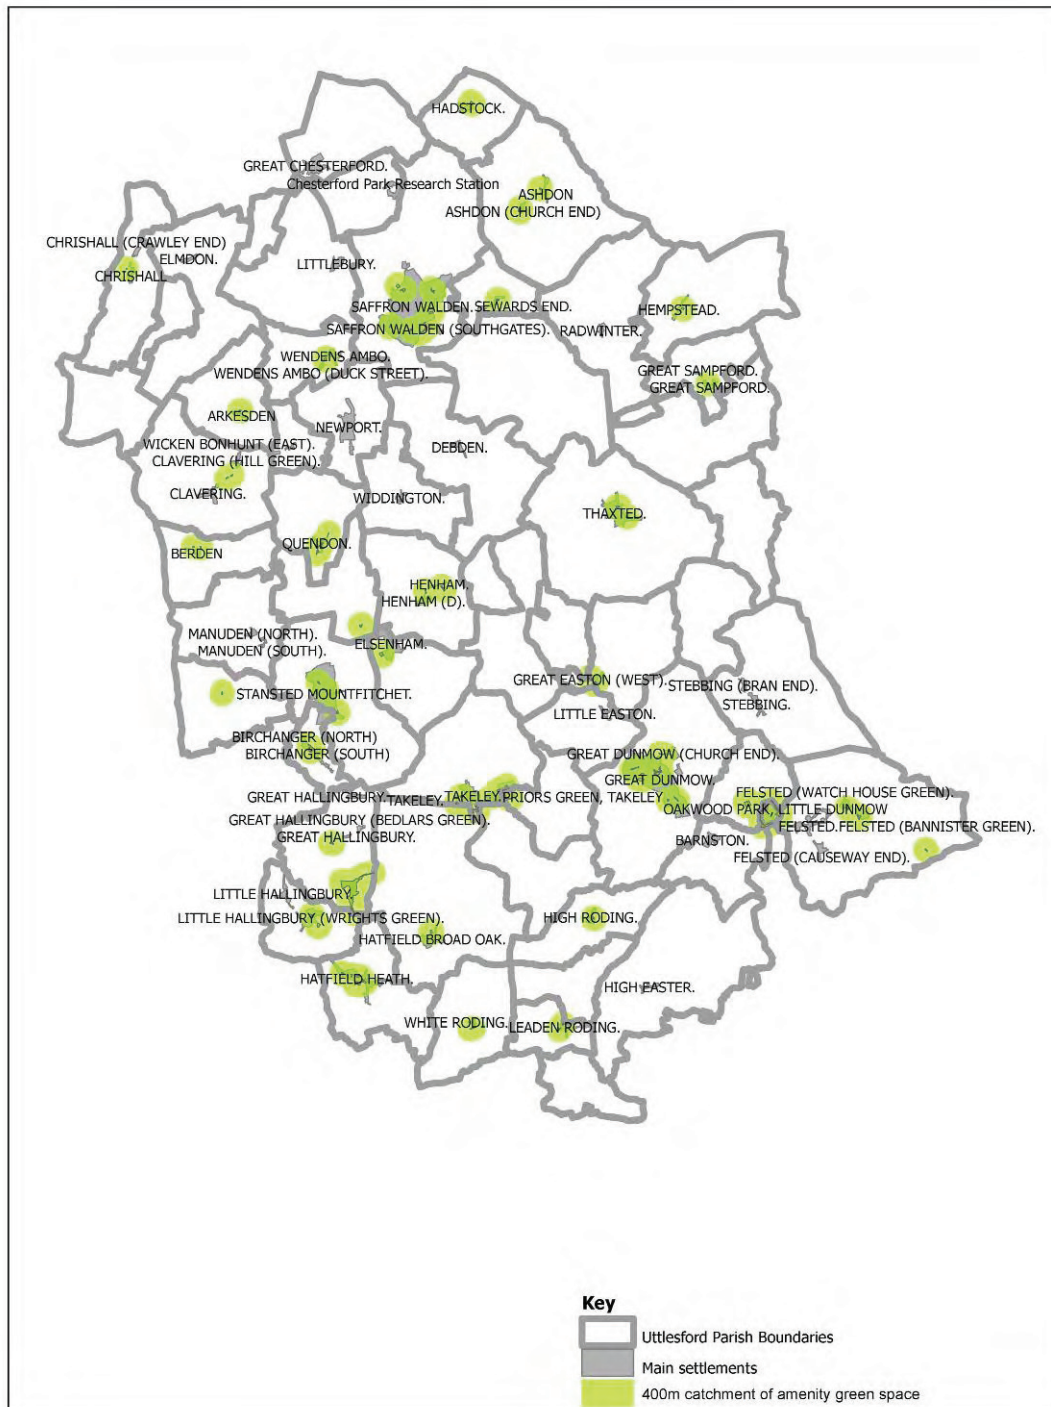 HADSTOCK.
GREAT CHESTERFORD.
Chesterford Park Research Station
ASHDON
ASHDON (CHURCH END)
CHRISHALL (CRAWLEY END)
ELMDON.
CHRISHALL
LITTLEBURY.
SAFFRON WALDEN.
SEWARDS END.
SAFFRON WALDEN (SOUTHGATES).
RADWINTER.
HEMPSTEAD.
WENDENS AMBO.
WENDENS AMBO (DUCK STREET).
GREAT SAMPFORD.
GREAT SAMPFORD.
ARKESDEN
NEWPORT.
WICKEN BONHUNT (EAST).
CLAVERING (HILL GREEN).
DEBDEN.
CLAVERING.
WIDDINGTON.
THAXTED.
BERDEN
QUENDON.
HENHAM.
HENHAM (D).
MANUDEN (NORTH).
MANUDEN (SOUTH).
ELSENHAM.
STANSTED MOUNTFITCHET.
GREAT EASTON (WEST).
STEBBING (BRAN END).
STEBBING.
LITTLE EASTON.
BIRCHANGER (NORTH)
BIRCHANGER (SOUTH)
GREAT DUNMOW (CHURCH END).
GREAT DUNMOW.
GREAT HALLINGBURY.
TAKELEY.
TAKELEY.
PRIORS GREEN, TAKELEY
FELSTED (WATCH HOUSE GREEN).
OAKWOOD PARK, LITTLE DUNMOW
GREAT HALLINGBURY (BEDLARS GREEN).
GREAT HALLINGBURY.
FELSTED.
FELSTED (BANNISTER GREEN).
BARNSTON.
FELSTED (CAUSEWAY END).
LITTLE HALLINGBURY.
LITTLE HALLINGBURY (WRIGHTS GREEN).
HIGH RODING.
HATFIELD BROAD OAK.
HATFIELD HEATH.
HIGH EASTER.
WHITE RODING.
LEADEN RODING.
Key
Uttlesford Parish Boundaries
Main settlements
400m catchment of amenity green space